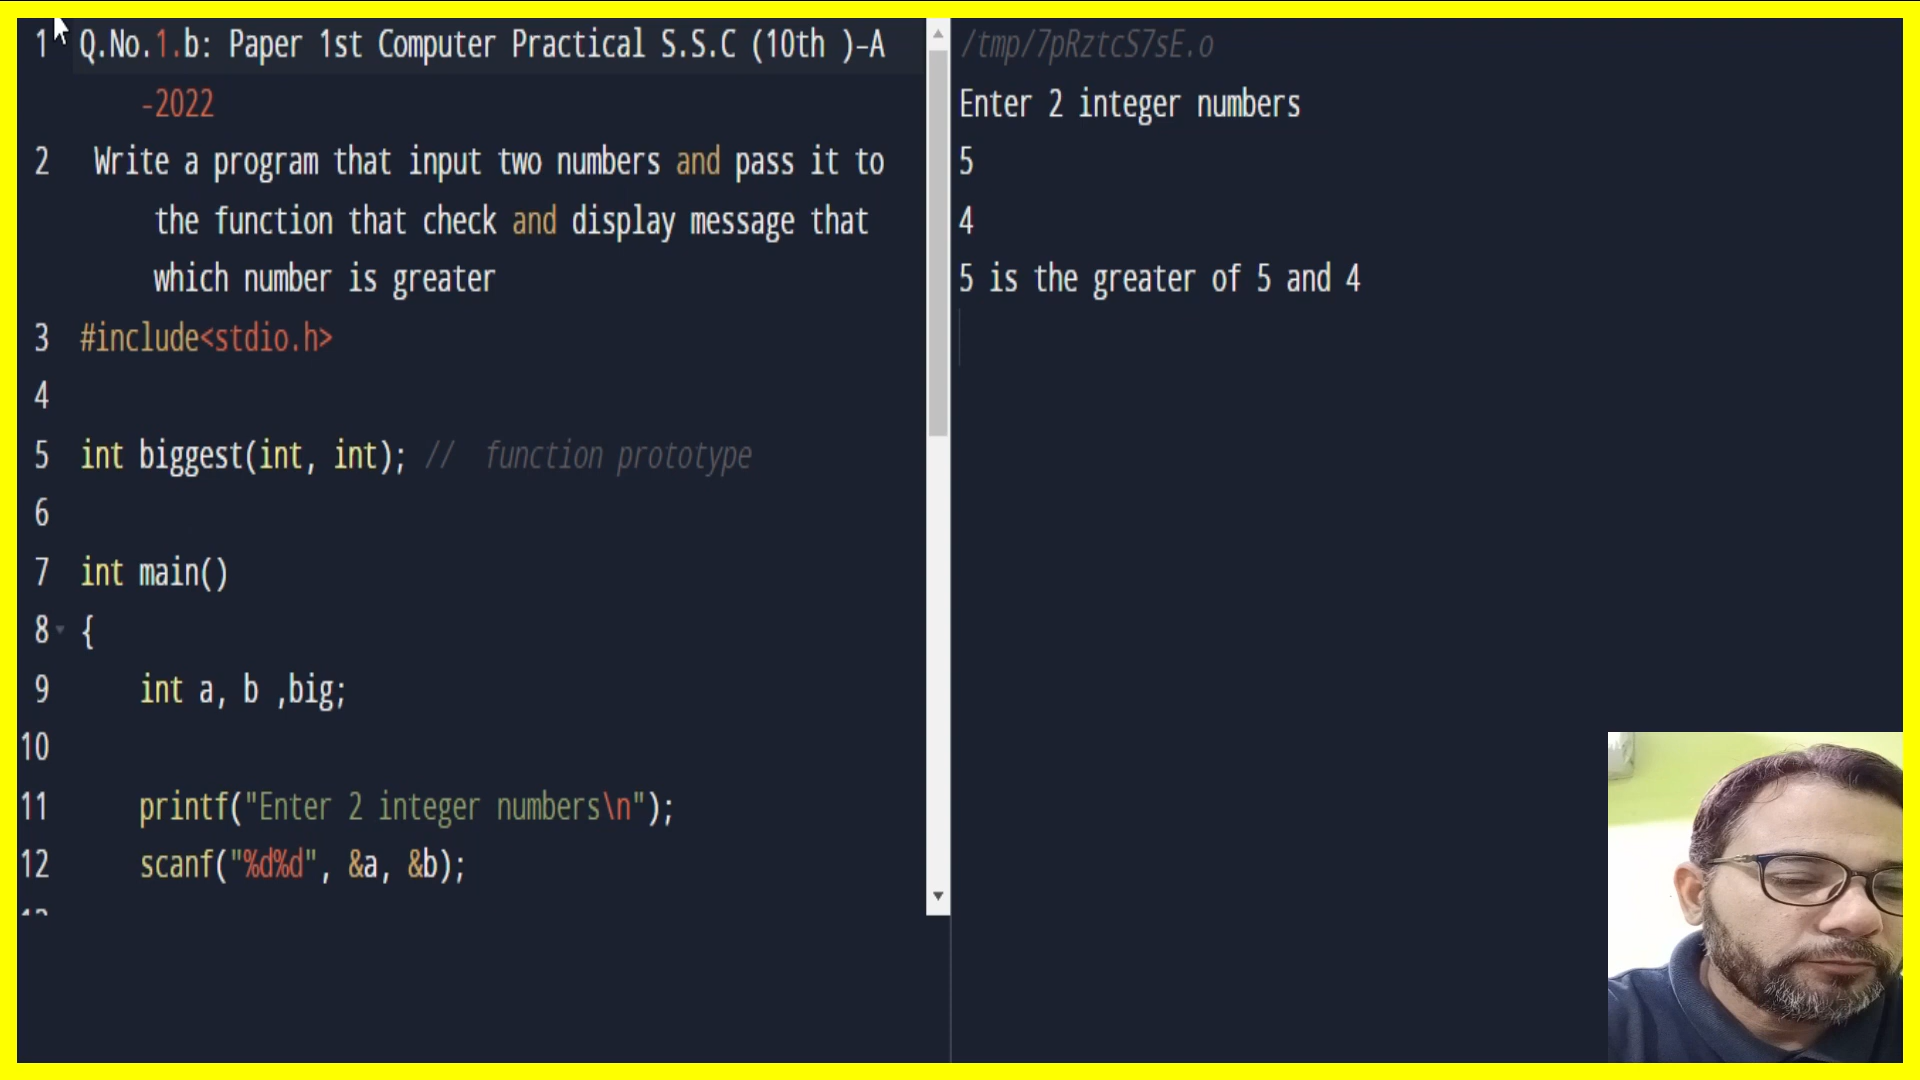 1 Q.No.1.b: Paper 1st Computer Practical S.S.C (10th )-A
-2022
2 Write a program that input two numbers and pass it to
the function that check and display message that
which number is greater
3 #include<stdio.h>
4
5 int biggest(int, int); //  function prototype
6
7 int main()
8 {
9 int a, b ,big;
10
11 printf("Enter 2 integer numbers\n");
12 scanf("%d%d", &a, &b);
/tmp/7pRztcS7sE.o
Enter 2 integer numbers
5
4
5 is the greater of 5 and 4